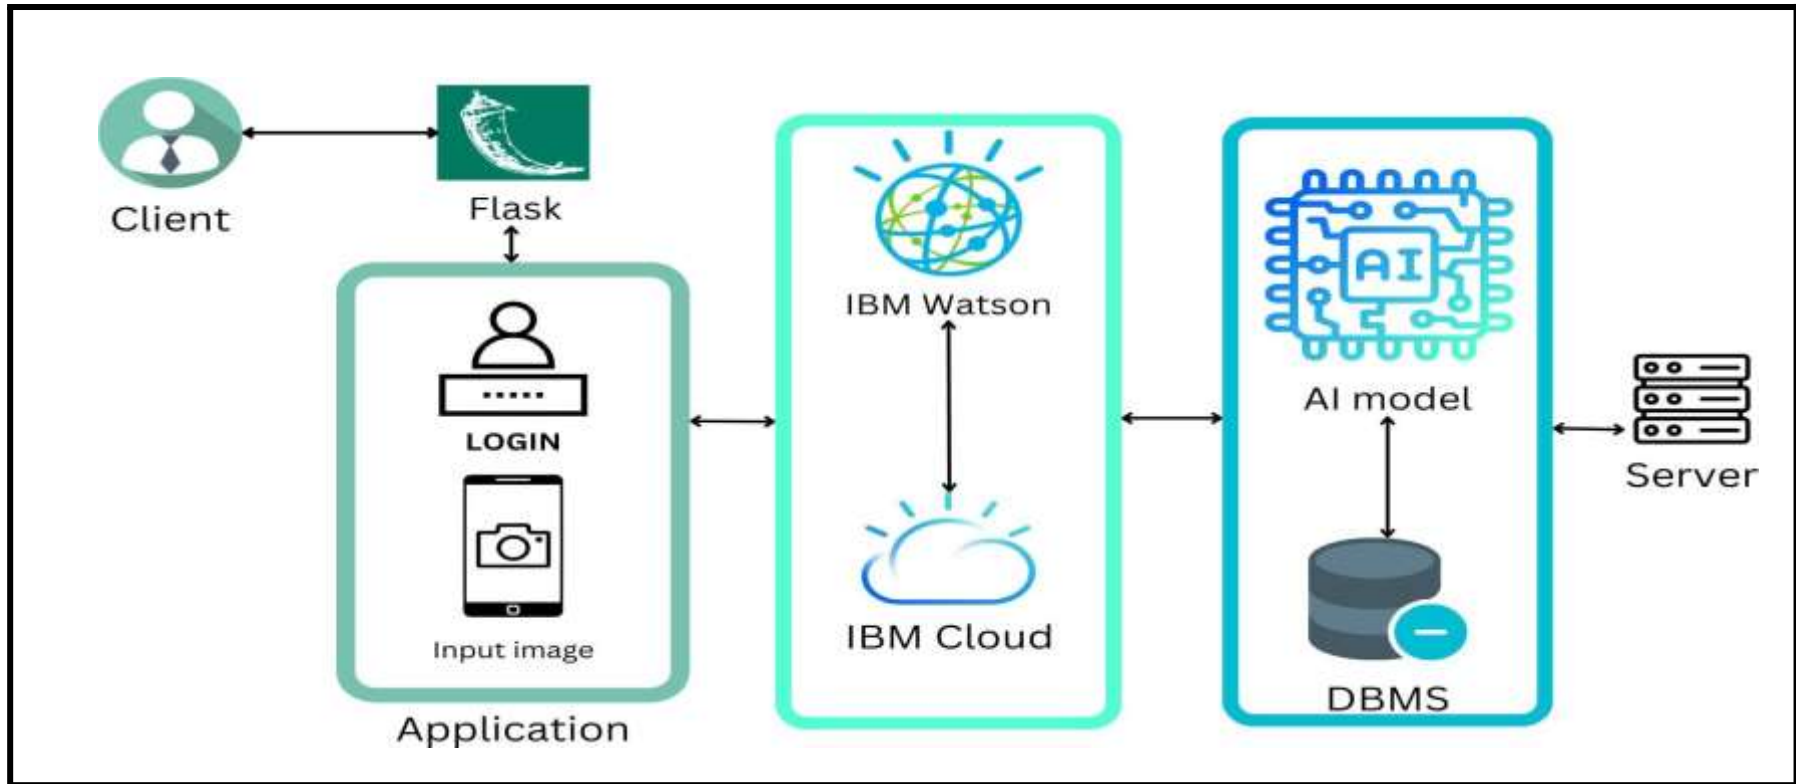 Client
Flask
LOGIN
Input image
Application
IBM Watson
IBM Cloud
AI
AI model
DBMS
Server